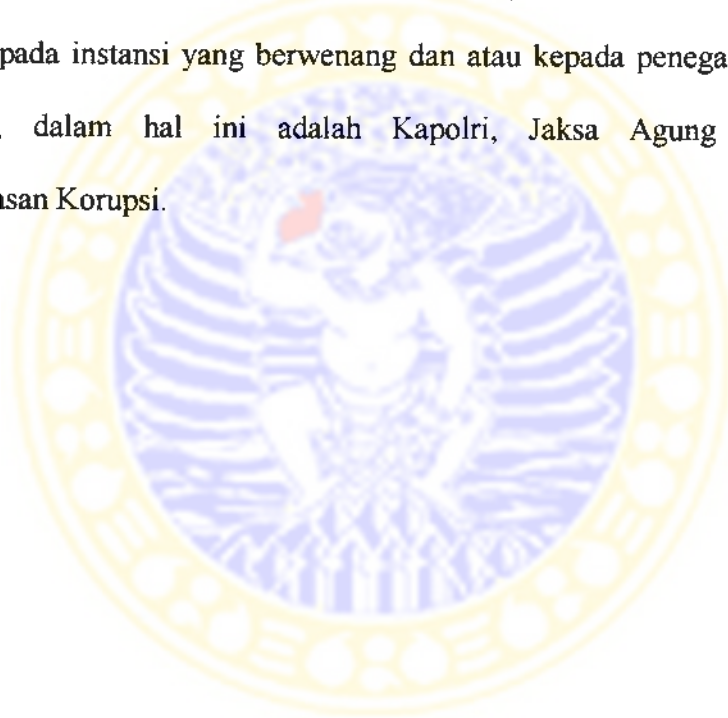 pada instansi yang berwenang dan atau kepada penega
dalam hal ini adalah Kapolri, Jaksa Agung
asan Korupsi.